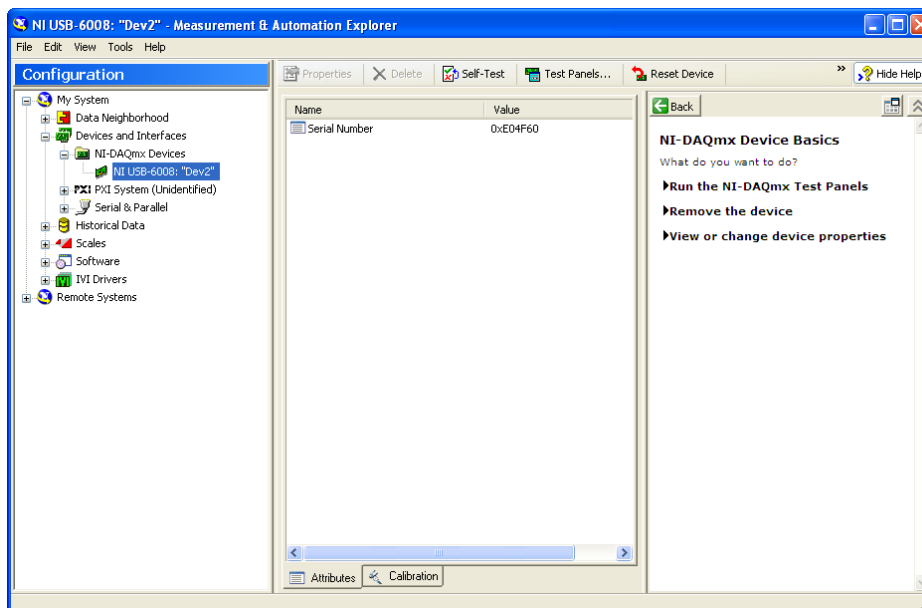 NI USB-6008: "Dev2" - Measurement & Automation Explorer
File Edit View Tools Help
Configuration
Properties Delete Self-Test Test Panels... Reset Device » Hide Help
My System
Data Neighborhood
Devices and Interfaces
NI-DAQmx Devices
NI USB-6008: "Dev2"
PXI PXI System (Unidentified)
Serial & Parallel
Historical Data
Scales
Software
IVI Drivers
Remote Systems
Name Value
Serial Number 0xE04F60
Attributes Calibration
Back
NI-DAQmx Device Basics
What do you want to do?
Run the NI-DAQmx Test Panels
Remove the device
View or change device properties